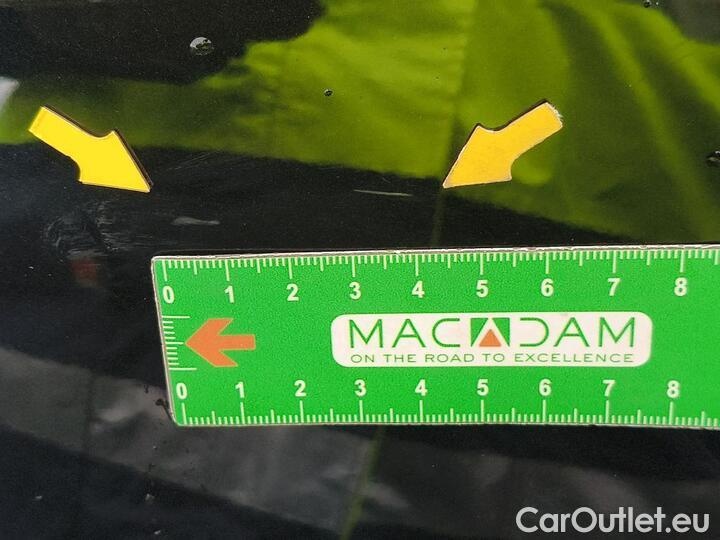 0 1 2 3 4 5 6 7 8
MACADAM
ON THE ROAD TO EXCELLENCE
0 1 2 3 4 5 6 7 8
CarOutlet.eu